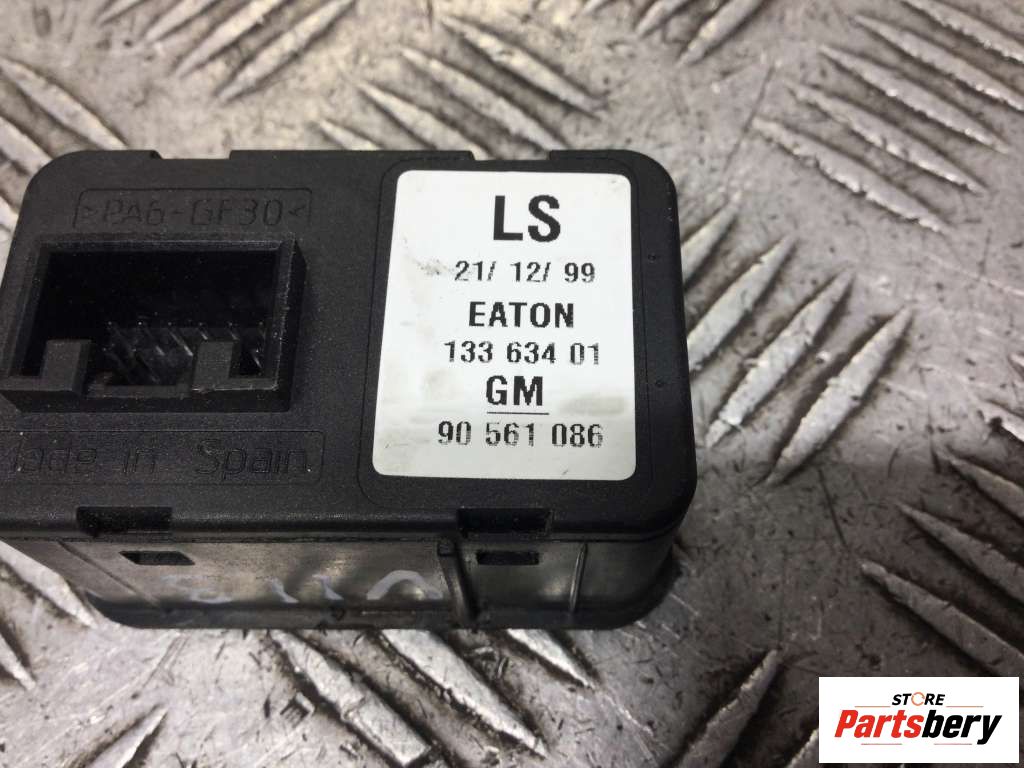 >PA6-GF30<
LS
21/ 12/ 99
EATON
133 634 01
GM
90 561 086
Made in Spain
STORE
Partsbery